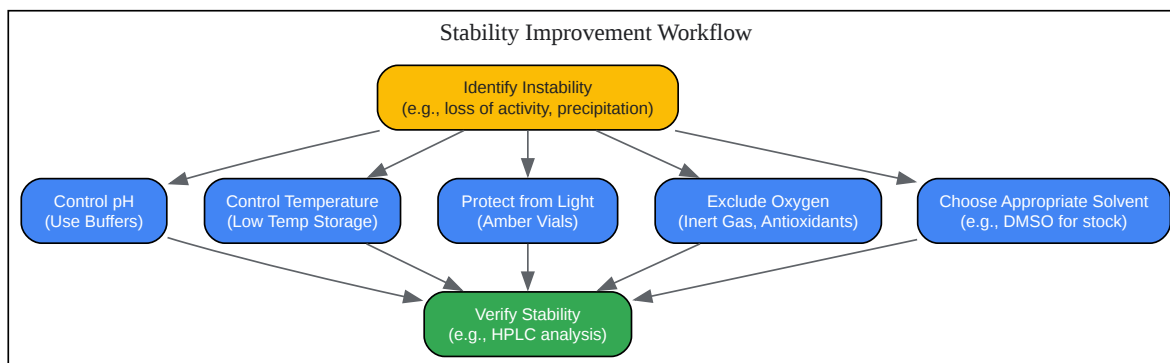 Stability Improvement Workflow
Identify Instability
(e.g., loss of activity, precipitation)
Control pH
(Use Buffers)
Control Temperature
(Low Temp Storage)
Protect from Light
(Amber Vials)
Exclude Oxygen
(Inert Gas, Antioxidants)
Choose Appropriate Solvent
(e.g., DMSO for stock)
Verify Stability
(e.g., HPLC analysis)